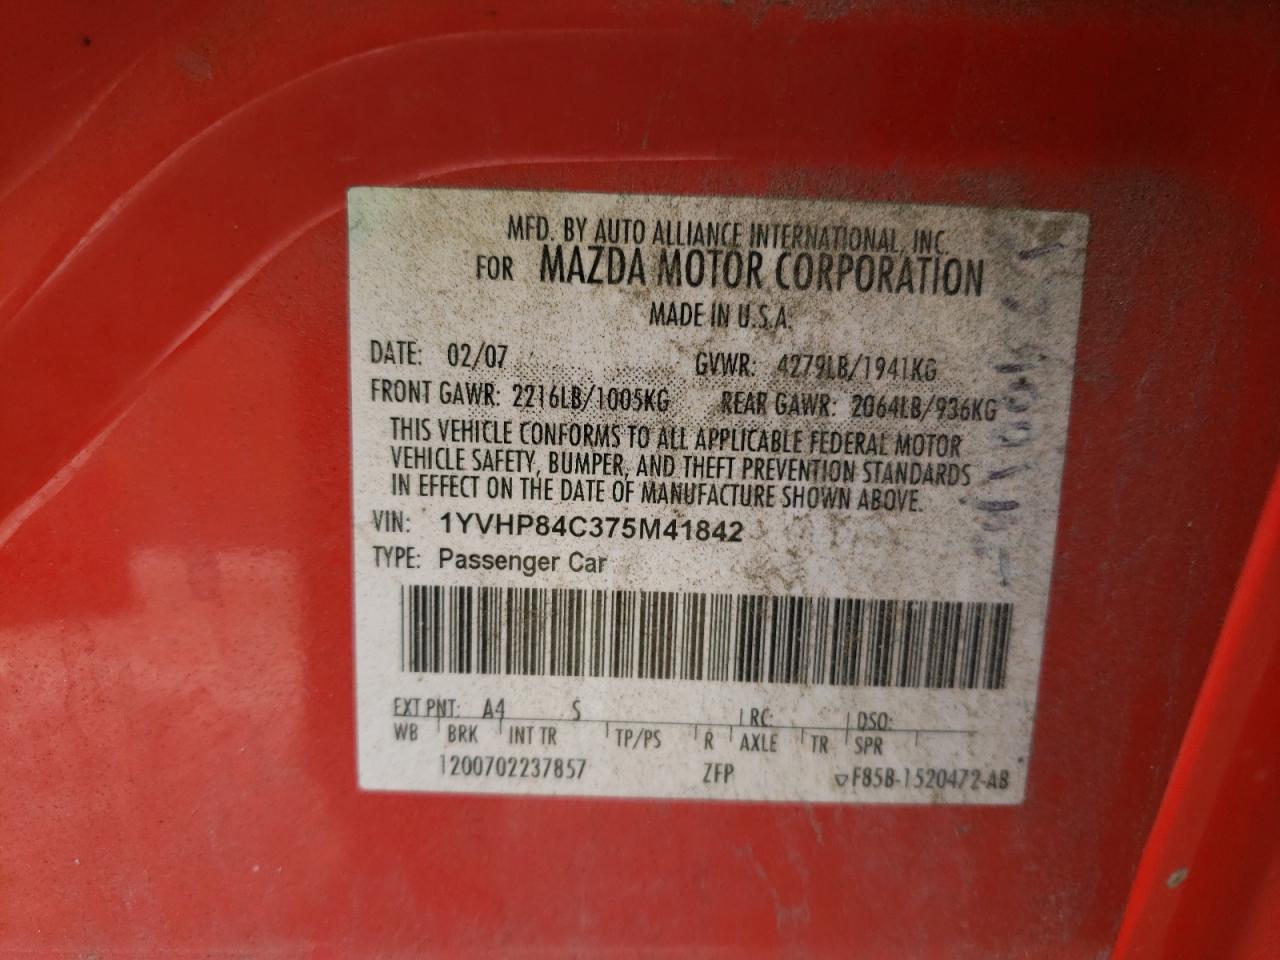 MFD. BY AUTO ALLIANCE INTERNATIONAL, INC.
FOR MAZDA MOTOR CORPORATION
MADE IN U.S.A.
DATE: 02/07 GVWR: 4279LB/1941KG
FRONT GAWR: 2216LB/1005KG REAR GAWR: 2064LB/936KG
THIS VEHICLE CONFORMS TO ALL APPLICABLE FEDERAL MOTOR
VEHICLE SAFETY, BUMPER, AND THEFT PREVENTION STANDARDS
IN EFFECT ON THE DATE OF MANUFACTURE SHOWN ABOVE.
VIN: 1YVHP84C375M41842
TYPE: Passenger Car
EXT PNT: A4 S RC: DSO:
WB BRK INT TR TP/PS R AXLE TR SPR
1200702237857 ZFP F85B-1520472-AB